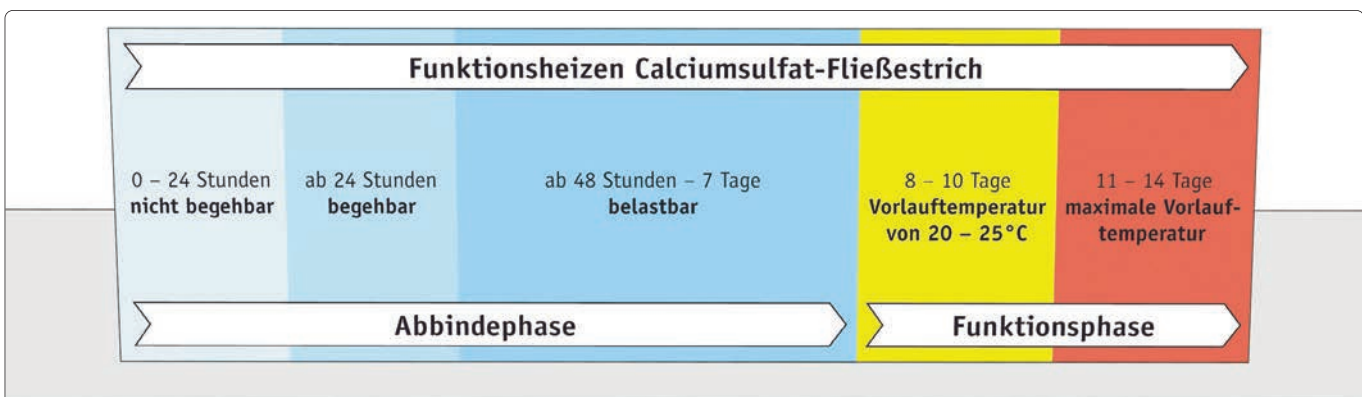 Funktionsheizen Calciumsulfat-Fließestrich
0 – 24 Stunden
nicht begehbar
ab 24 Stunden
begehbar
ab 48 Stunden – 7 Tage
belastbar
8 – 10 Tage
Vorlauftemperatur
von 20 – 25°C
11 – 14 Tage
maximale Vorlauf-
temperatur
Abbindephase
Funktionsphase